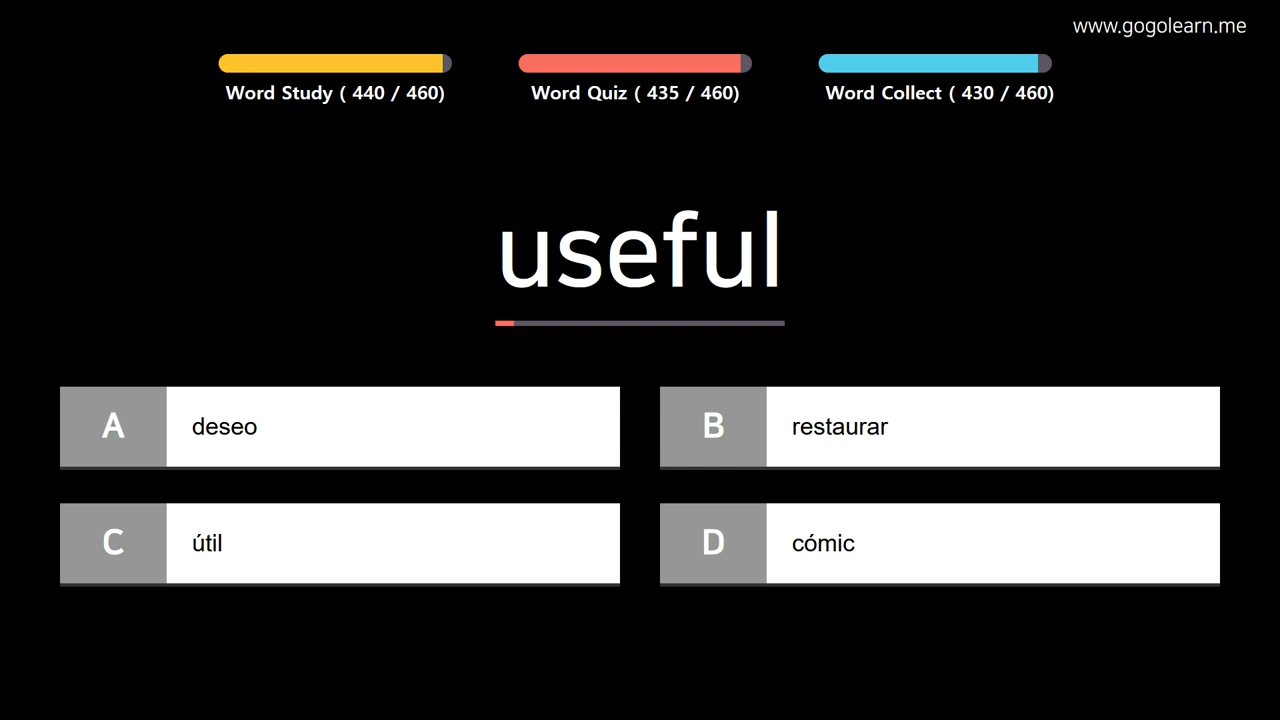 www.gogolearn.me
Word Study ( 440 / 460)
Word Quiz ( 435 / 460)
Word Collect ( 430 / 460)
useful
A deseo
B restaurar
C útil
D cómic